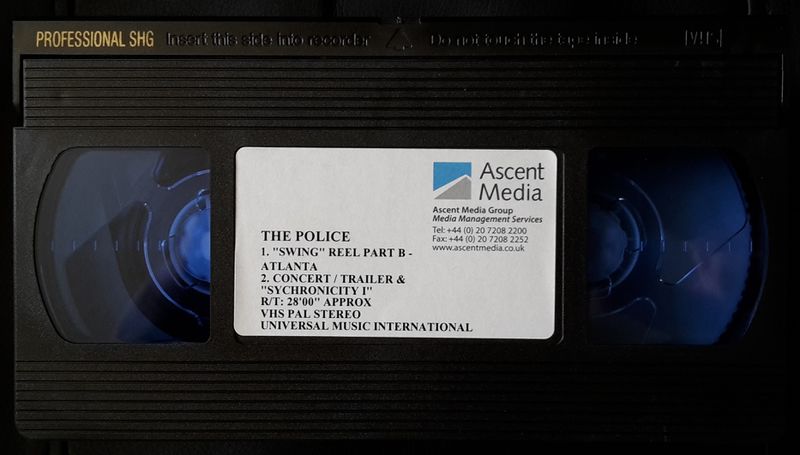 PROFESSIONAL SHG Insert this side into recorder Do not touch the tape inside VHS
Ascent
Media
Ascent Media Group
Media Management Services
Tel: +44 (0) 20 7208 2200
Fax: +44 (0) 20 7208 2252
www.ascentmedia.co.uk
THE POLICE
1. "SWING" REEL PART B -
ATLANTA
2. CONCERT / TRAILER &
"SYCHRONICITY I"
R/T: 28'00" APPROX
VHS PAL STEREO
UNIVERSAL MUSIC INTERNATIONAL